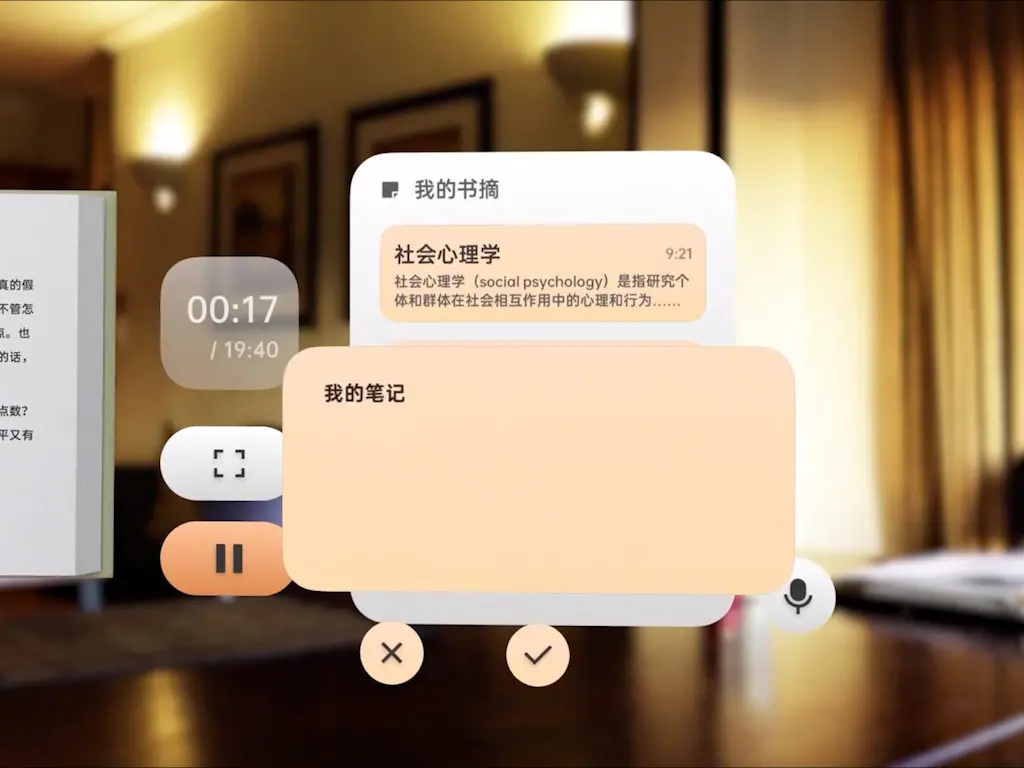 真的假
不管怎
点。也
的话，
点数？
平又有
00:17
/ 19:40
我的书摘
社会心理学
9:21
社会心理学（social psychology）是指研究个
体和群体在社会相互作用中的心理和行为……
我的笔记